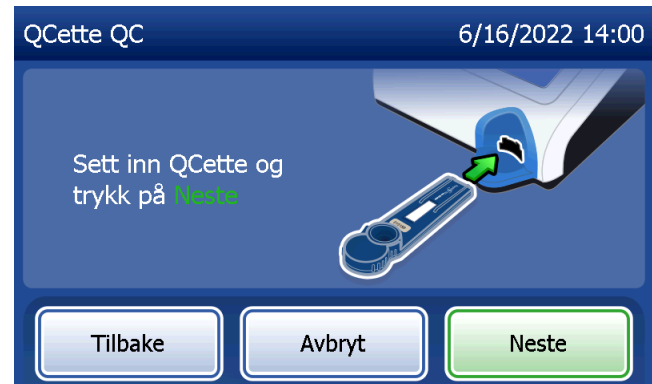 QCette QC 6/16/2022 14:00
Sett inn QCette og
trykk på Neste
Tilbake Avbryt Neste